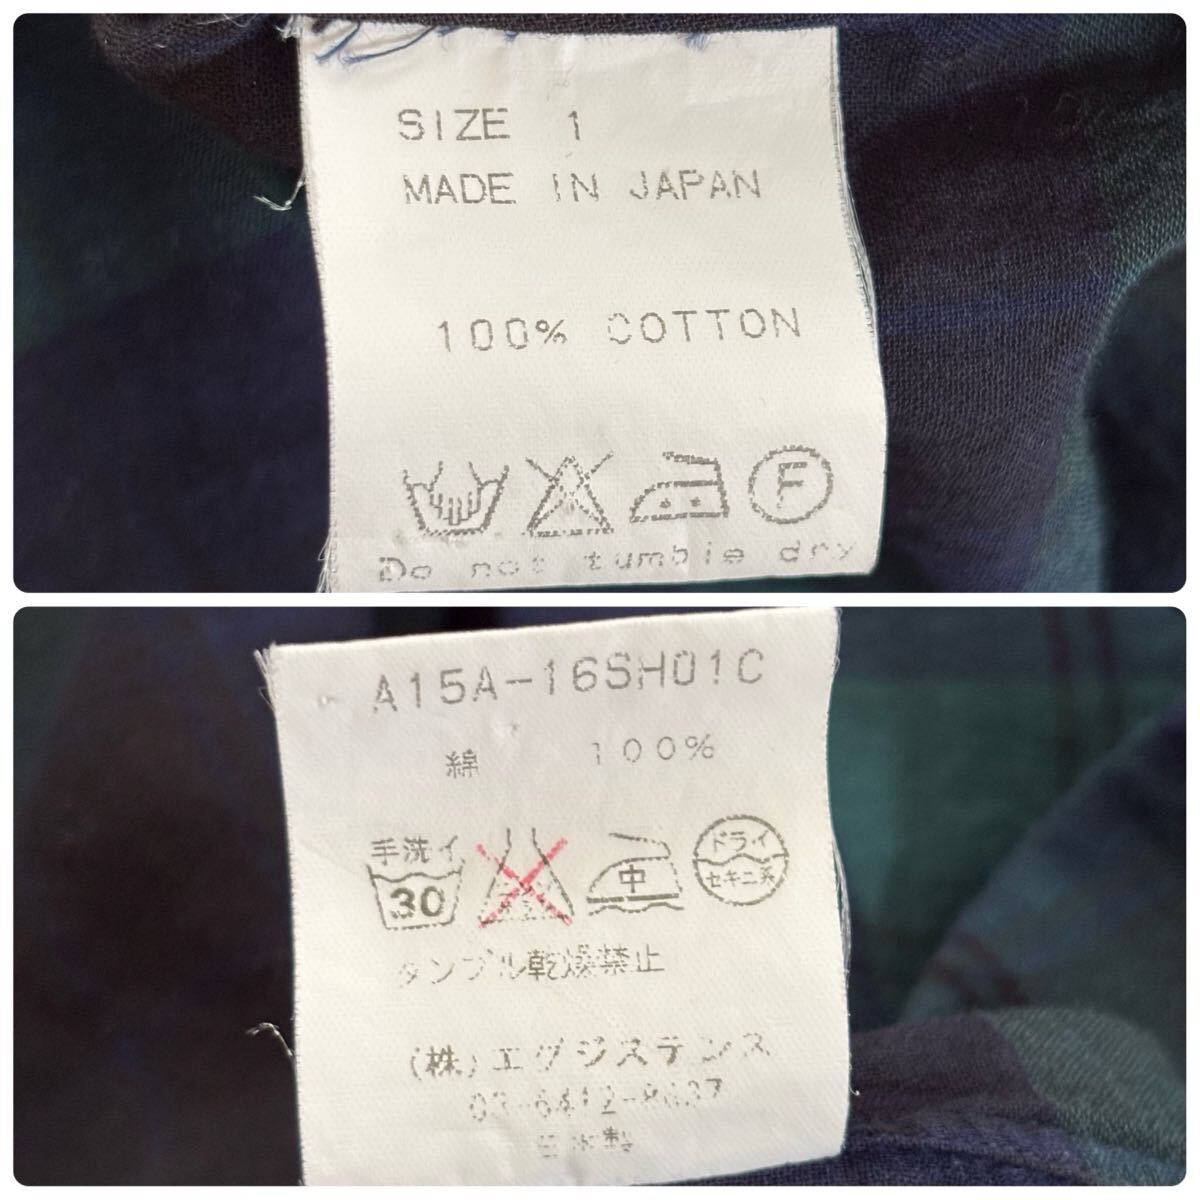 SIZE 1
MADE IN JAPAN
100% COTTON
F
Do not tumble dry
A15A-16SH01C
綿 100%
手洗イ
30
中
ドライ
セキユ系
タンブル乾燥禁止
(株)エグジステンス
日本製